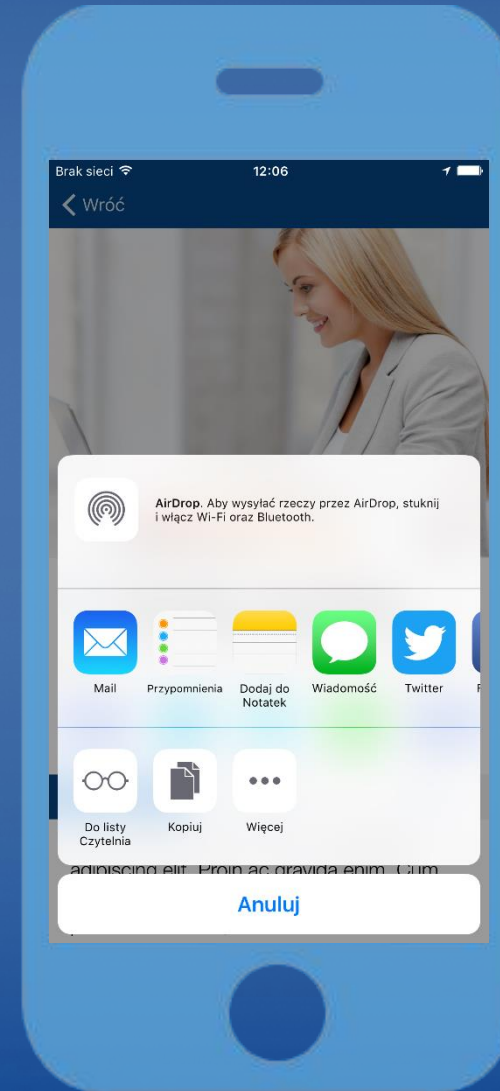 Brak sieci 12:06
Wróć
AirDrop. Aby wysyłać rzeczy przez AirDrop, stuknij
i włącz Wi-Fi oraz Bluetooth.
Mail Przypomnienia Dodaj do Notatek Wiadomość Twitter
Do listy Czytelnia Kopiuj Więcej
adipiscing elit. Proin ac gravida enim. Cum
Anuluj